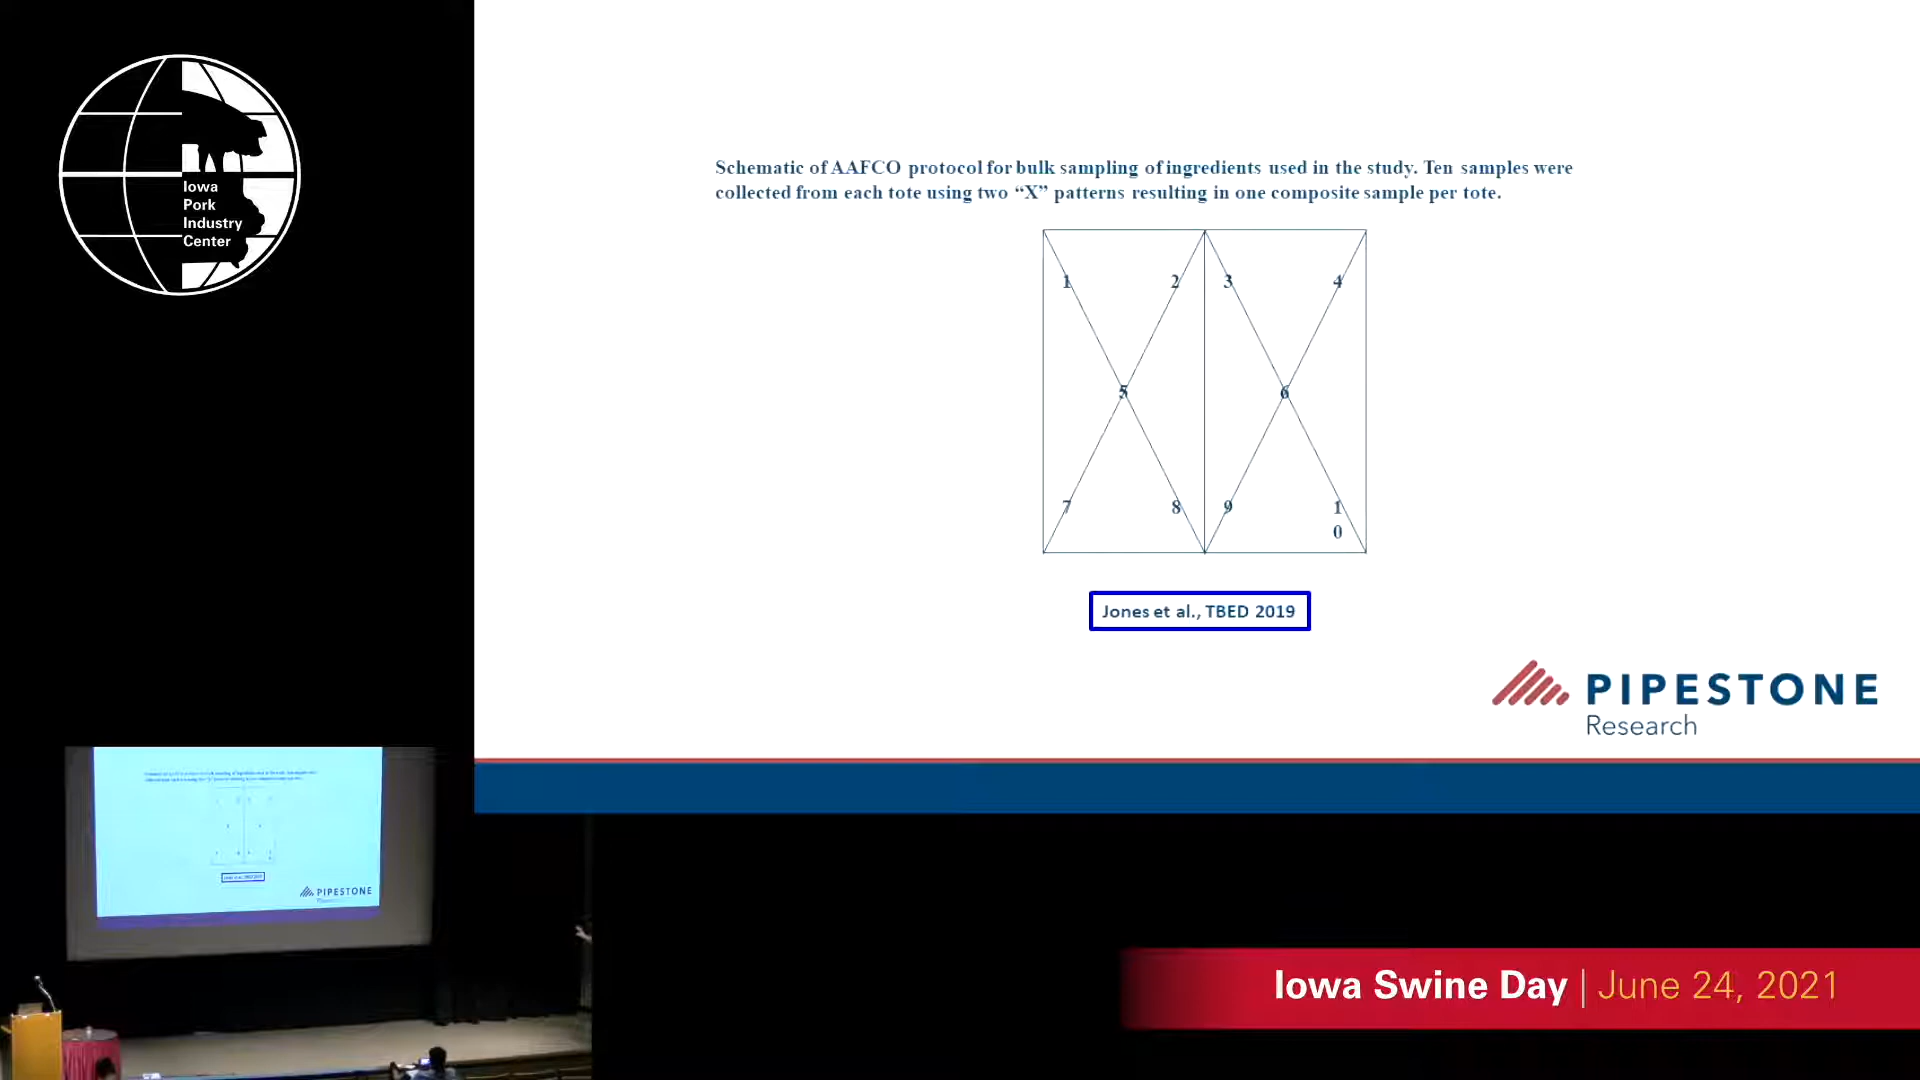 Iowa
Pork
Industry
Center
Schematic of AAFCO protocol for bulk sampling of ingredients used in the study. Ten samples were
collected from each tote using two “X” patterns resulting in one composite sample per tote.
1 2 3 4
5 6
7 8 9 1
0
Jones et al., TBED 2019
PIPESTONE
Research
PIPESTONE
Iowa Swine Day | June 24, 2021